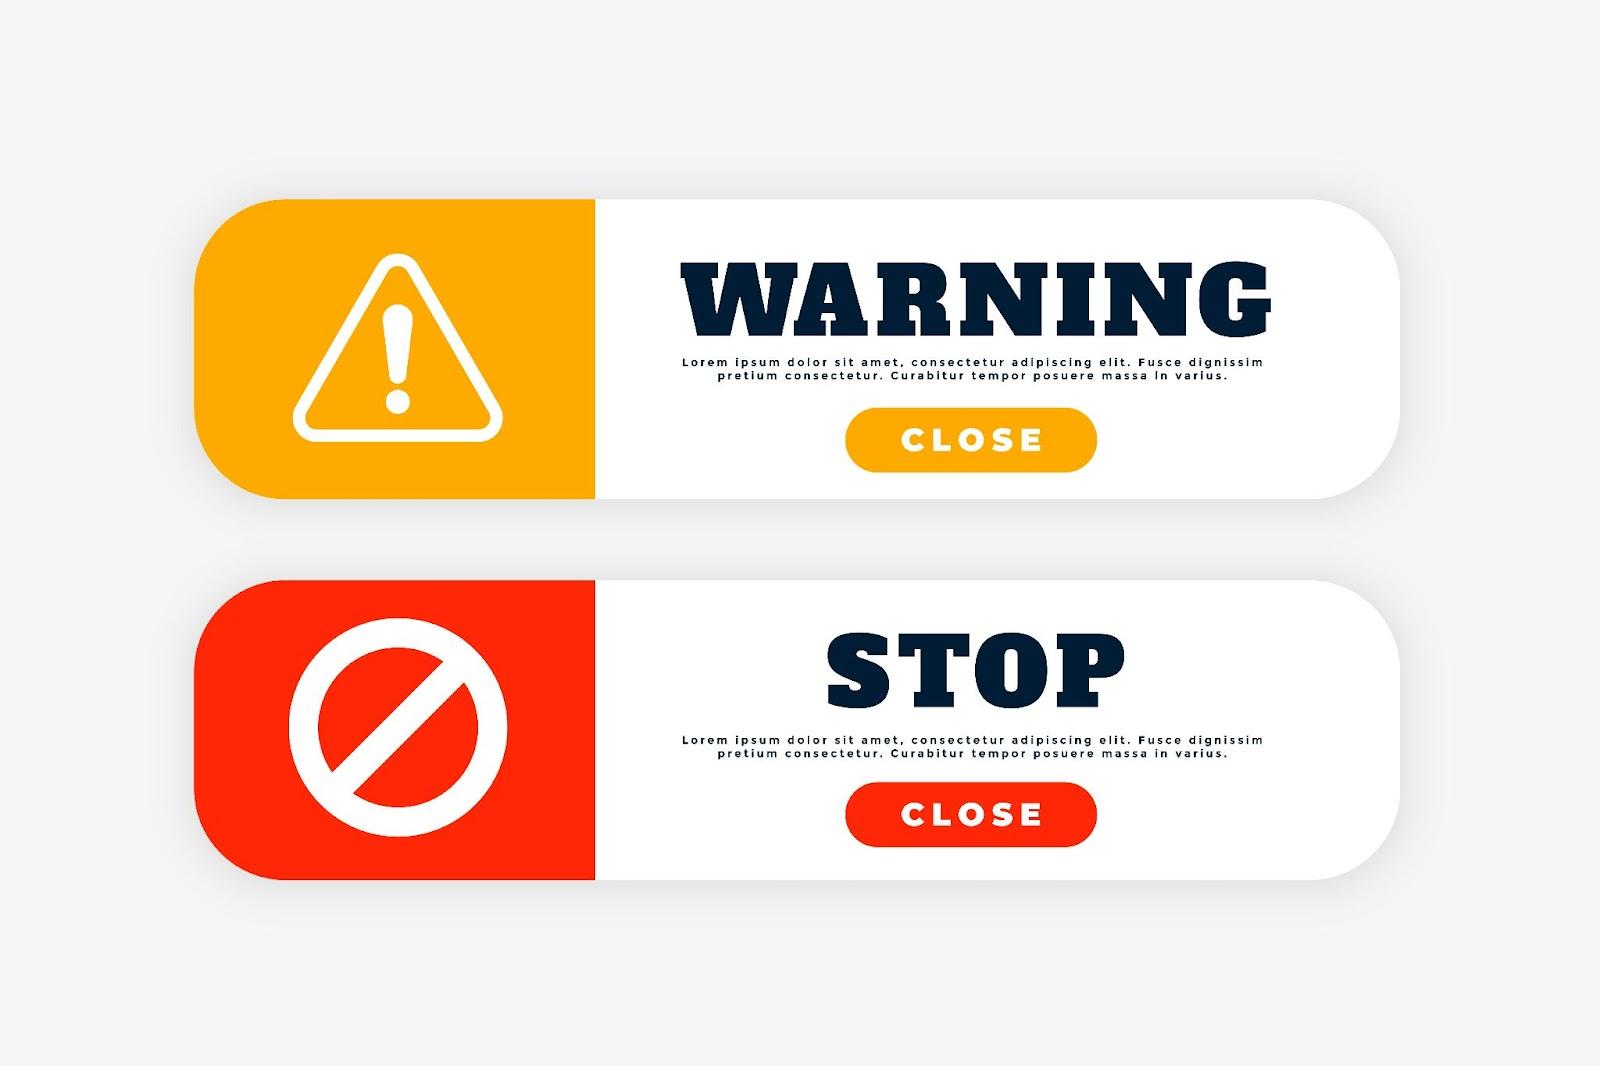 WARNING
Lorem ipsum dolor sit amet, consectetur adipiscing elit. Fusce dignissim
pretium consectetur. Curabitur tempor posuere massa in varius.
CLOSE
STOP
Lorem ipsum dolor sit amet, consectetur adipiscing elit. Fusce dignissim
pretium consectetur. Curabitur tempor posuere massa in varius.
CLOSE